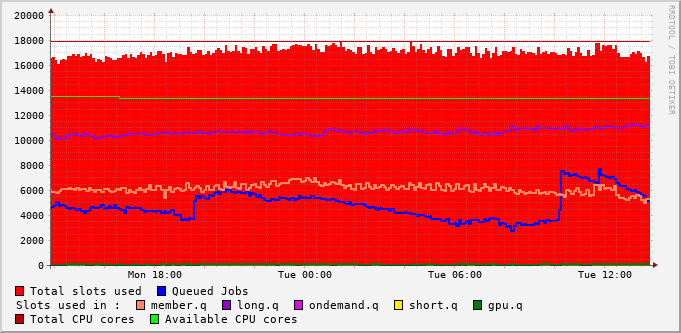 RRDTOOL / TOBI OETIKER
20000
18000
16000
14000
12000
10000
8000
6000
4000
2000
0
Mon 18:00 Tue 00:00 Tue 06:00 Tue 12:00
Total slots used Queued Jobs
Slots used in : member.q long.q ondemand.q short.q gpu.q
Total CPU cores Available CPU cores